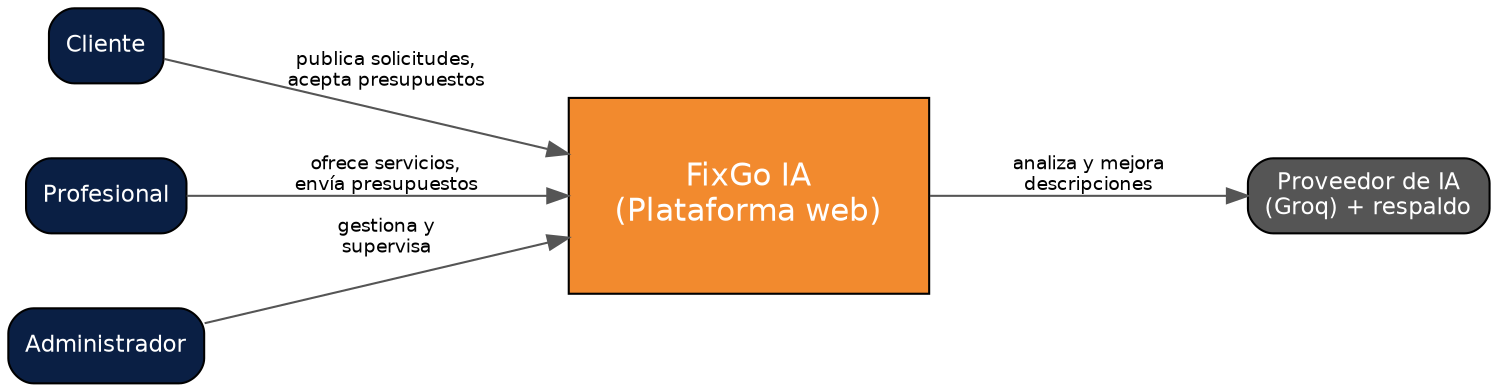 Cliente
publica solicitudes,
acepta presupuestos
Profesional
ofrece servicios,
envía presupuestos
Administrador
gestiona y
supervisa
FixGo IA
(Plataforma web)
analiza y mejora
descripciones
Proveedor de IA
(Groq) + respaldo